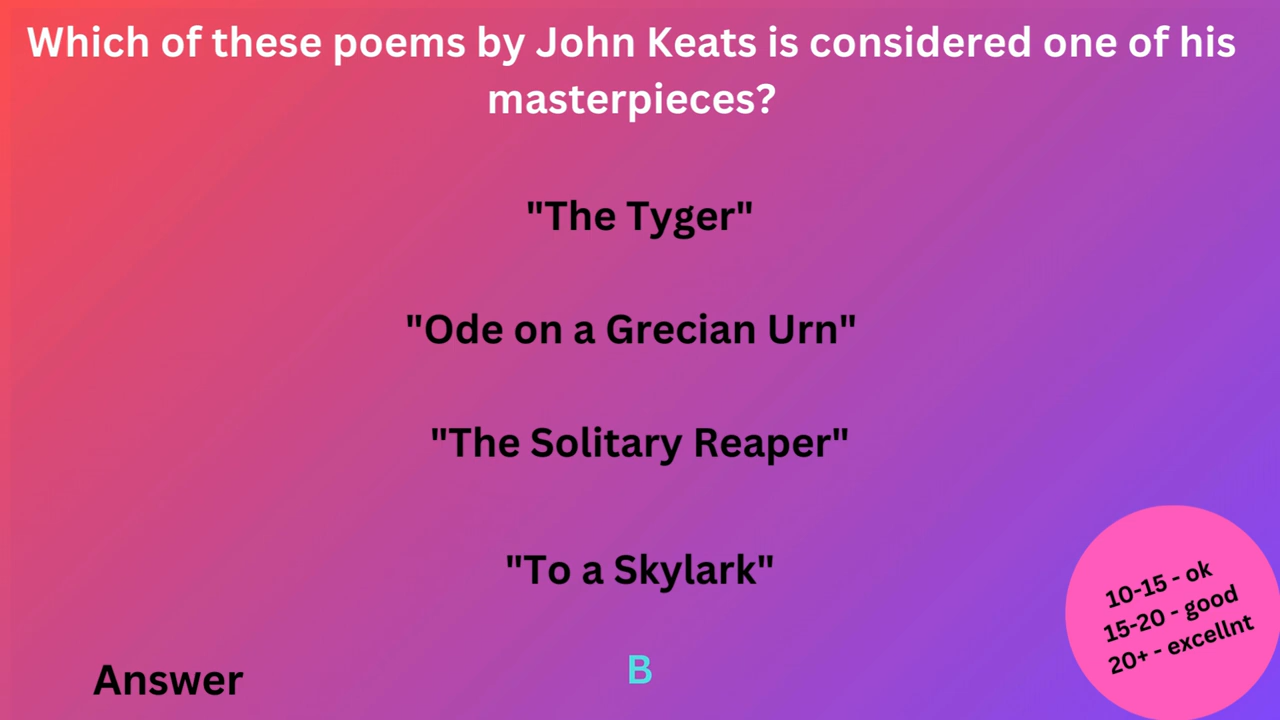 Which of these poems by John Keats is considered one of his
masterpieces?
"The Tyger"
"Ode on a Grecian Urn"
"The Solitary Reaper"
"To a Skylark"
10-15 - ok
15-20 - good
20+ - excellnt
Answer
B